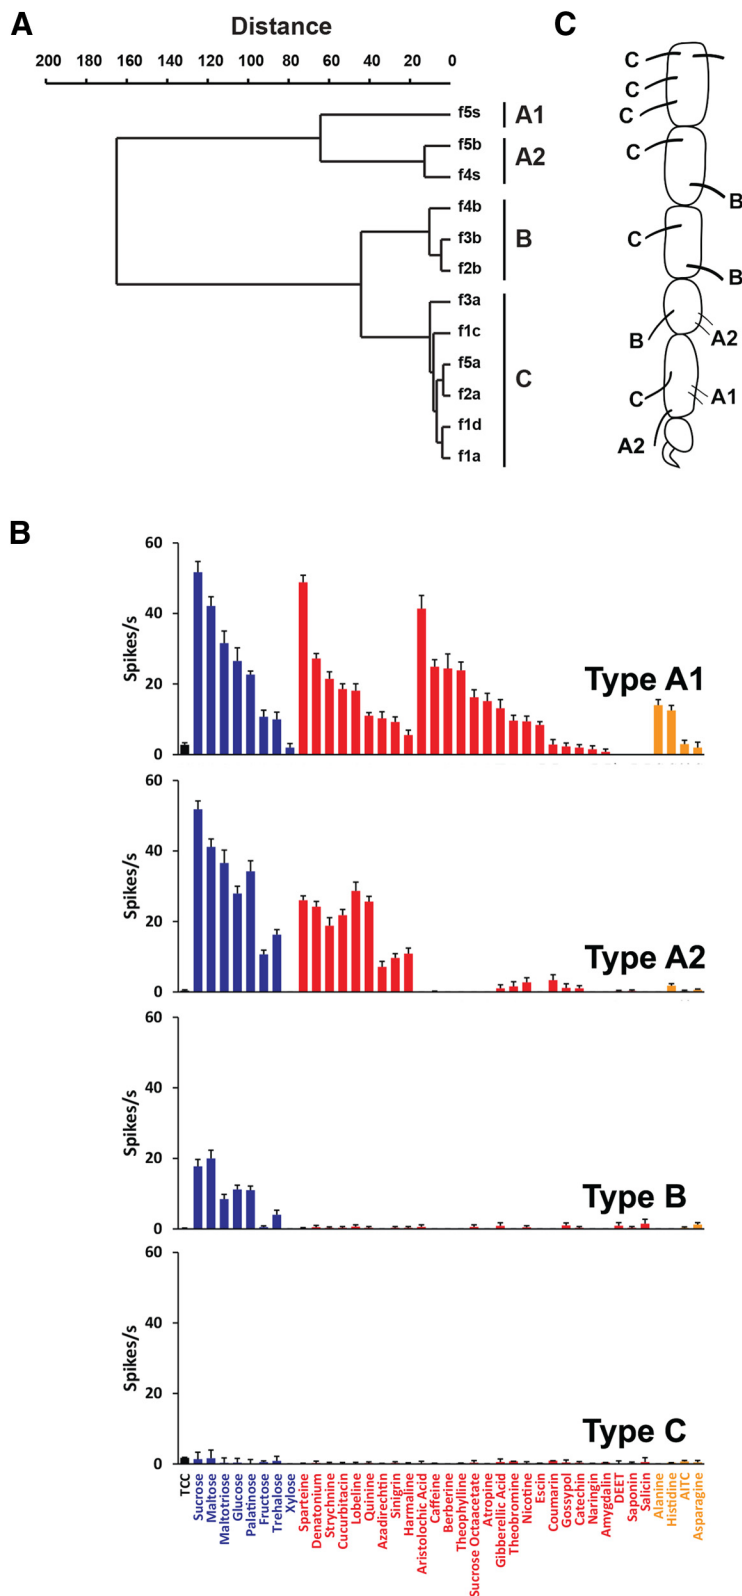 A
Distance
200 180 160 140 120 100 80 60 40 20 0
f5s
A1
f5b
f4s
A2
f4b
f3b
f2b
B
f3a
f1c
f5a
f2a
f1d
f1a
C
C
C
C
C
C
B
C
B
B
A2
C
A1
A2
B
60
40
20
0
Spikes/s
Type A1
60
40
20
0
Spikes/s
Type A2
60
40
20
0
Spikes/s
Type B
60
40
20
0
Spikes/s
Type C
TCC
Sucrose
Maltose
Maltotriose
Glucose
Palatinose
Fructose
Trehalose
Xylose
Sparteine
Denatonium
Strychnine
Cucurbitacin
Lobeline
Quinine
Azadirechtin
Sinigrin
Harmaline
Aristolochic Acid
Caffeine
Berberine
Theophylline
Sucrose Octaacetate
Atropine
Gibberellic Acid
Theobromine
Nicotine
Escin
Coumarin
Gossypol
Catechin
Naringin
Amygdalin
DEET
Saponin
Salicin
Alanine
Histidine
AITC
Asparagine